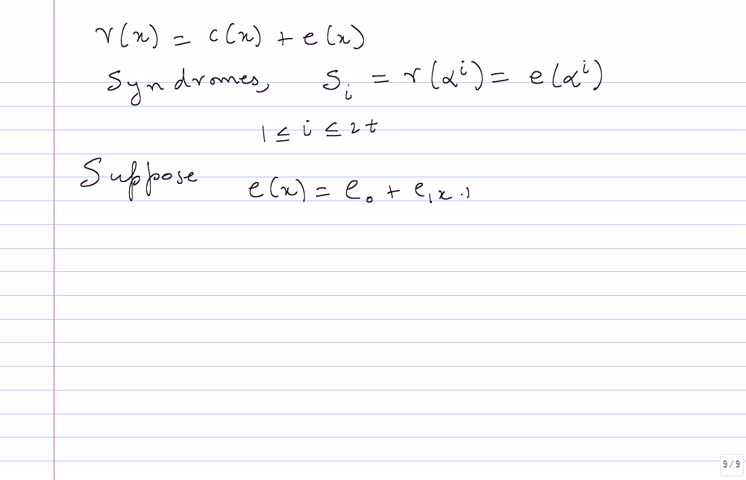 r(x) = c(x) + e(x)
Syndromes, S_i = r(α^i) = e(α^i)
1 ≤ i ≤ 2t
Suppose e(x) = e_0 + e_1 x
9/9